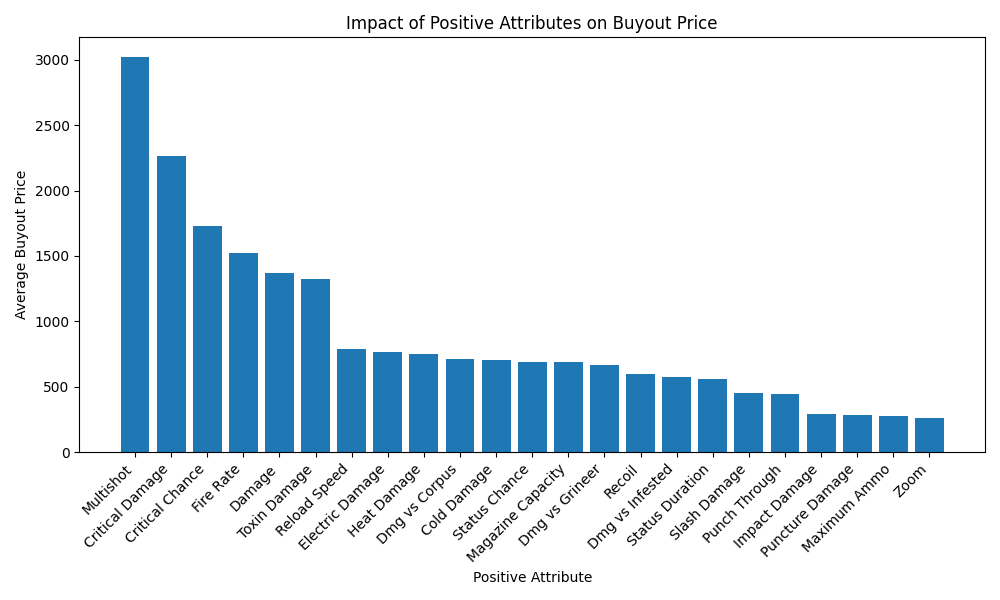 Impact of Positive Attributes on Buyout Price
Average Buyout Price
3000
2500
2000
1500
1000
500
0
Multishot
Critical Damage
Critical Chance
Fire Rate
Damage
Toxin Damage
Reload Speed
Electric Damage
Heat Damage
Dmg vs Corpus
Cold Damage
Status Chance
Magazine Capacity
Dmg vs Grineer
Recoil
Dmg vs Infested
Status Duration
Slash Damage
Punch Through
Impact Damage
Puncture Damage
Maximum Ammo
Zoom
Positive Attribute